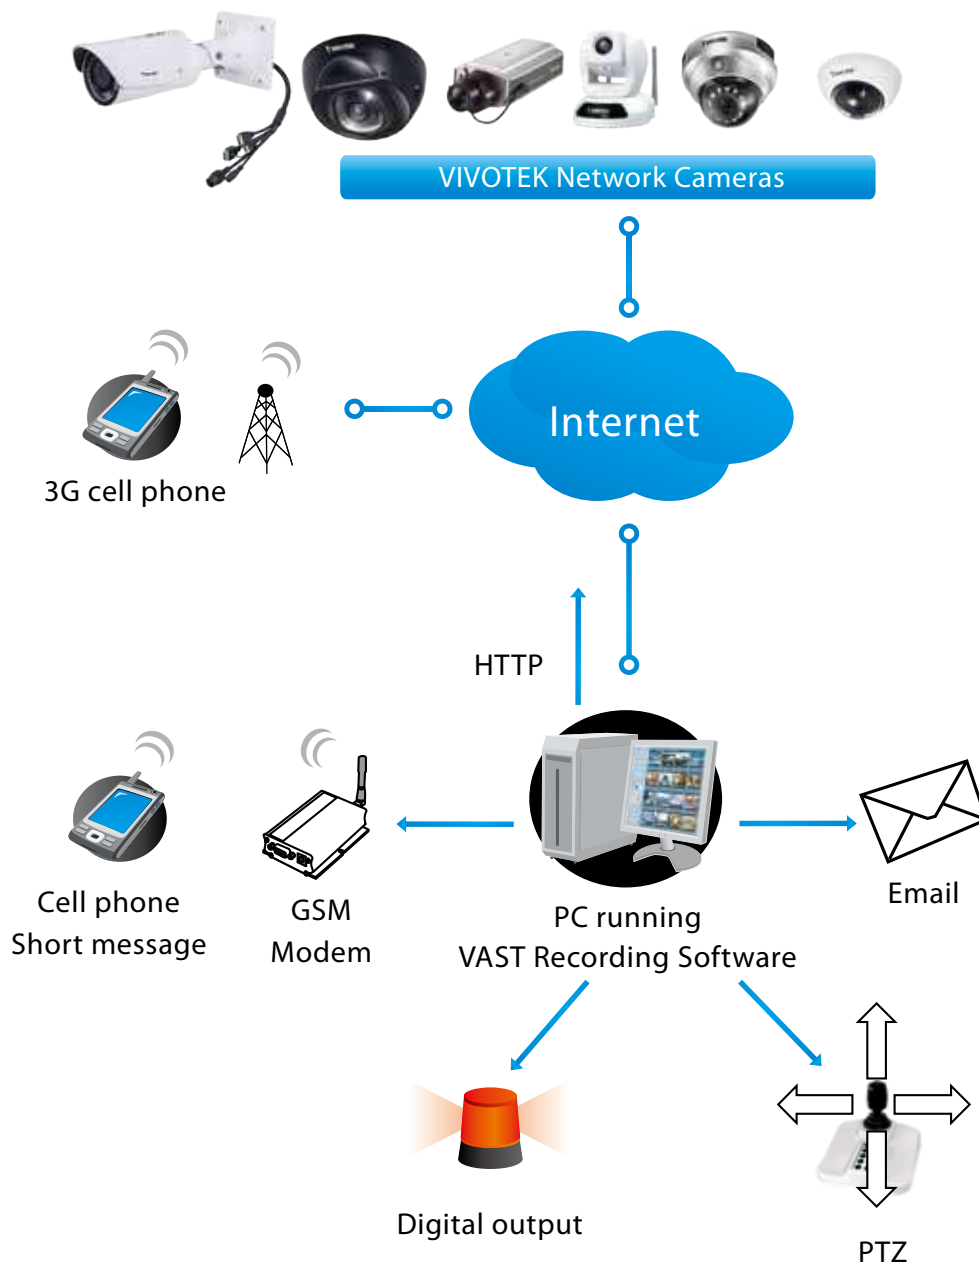 VIVOTEK Network Cameras
Internet
3G cell phone
HTTP
Cell phone
Short message
GSM
Modem
PC running
VAST Recording Software
Email
Digital output
PTZ